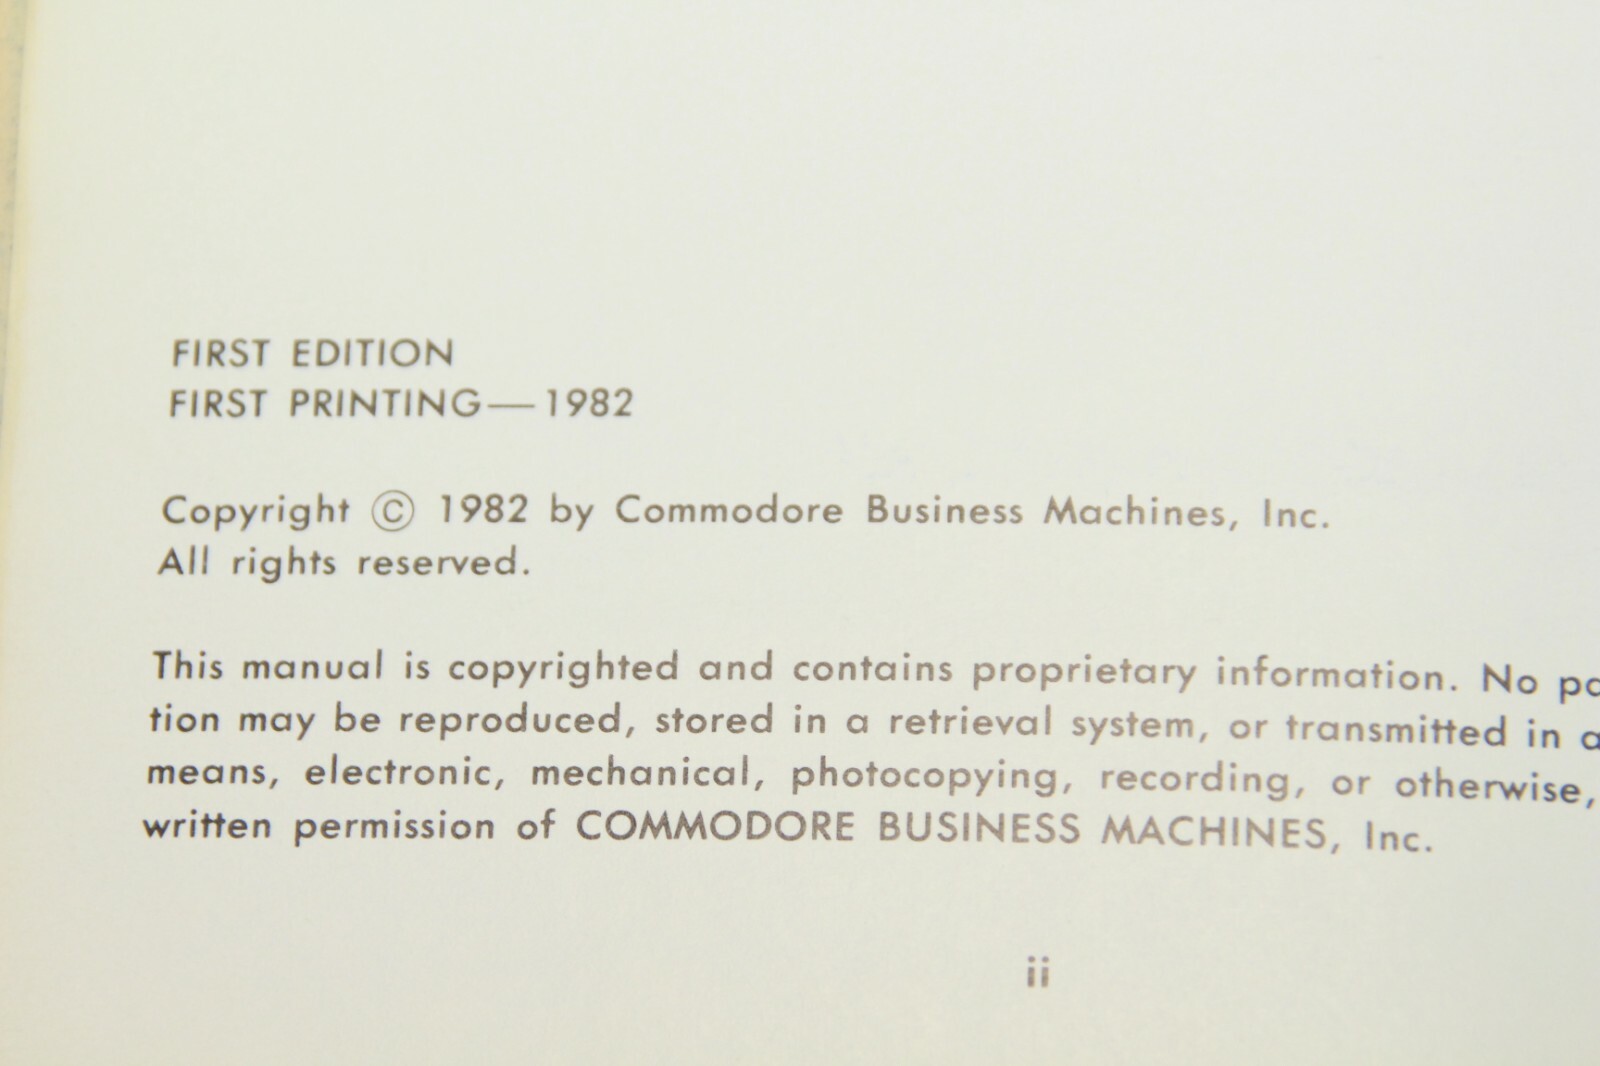 FIRST EDITION
FIRST PRINTING—1982
Copyright © 1982 by Commodore Business Machines, Inc.
All rights reserved.
This manual is copyrighted and contains proprietary information. No
tion may be reproduced, stored in a retrieval system, or transmitted in
means, electronic, mechanical, photocopying, recording, or otherwise,
written permission of COMMODORE BUSINESS MACHINES, Inc.
ii